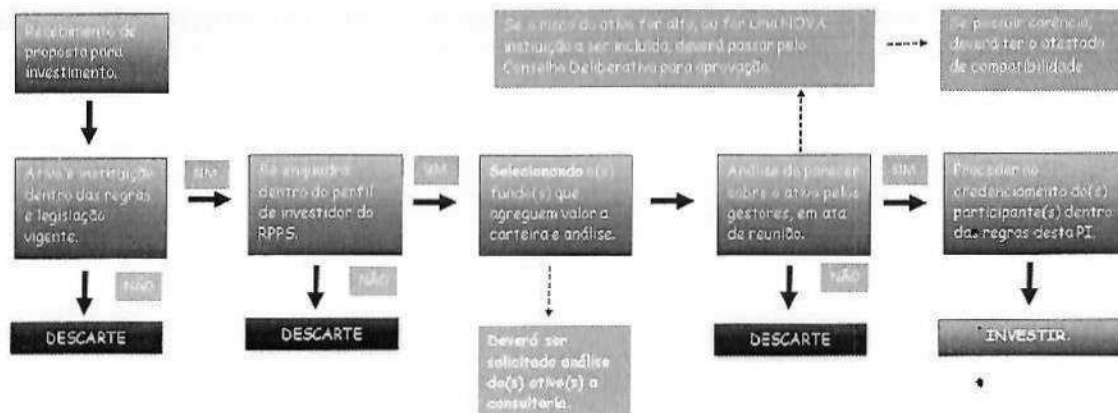 Recebimento de
proposta para
investimento.
Se o risco do ativo for alto, ou for uma NOVA
instituição a ser incluída, deverá passar pelo
Conselho Deliberativo para aprovação.
Se possuir carência,
deverá ter o atestado
de compatibilidade
Ativo e instituição
dentro das regras
e legislação
vigente.
SIM
Se enquadra
dentro do perfil
de investidor do
RPPS.
SIM
Selecionando o(s)
fundo(s) que
agreguem valor a
carteira e análise.
Análise do parecer
sobre o ativo pelos
gestores, em ata
de reunião.
SIM
Proceder no
credenciamento do(s)
participante(s) dentro
das regras desta PI.
NÃO
NÃO
NÃO
DESCARTE
DESCARTE
Deverá ser
solicitado análise
do(s) ativo(s) a
consultoria.
DESCARTE
INVESTIR.